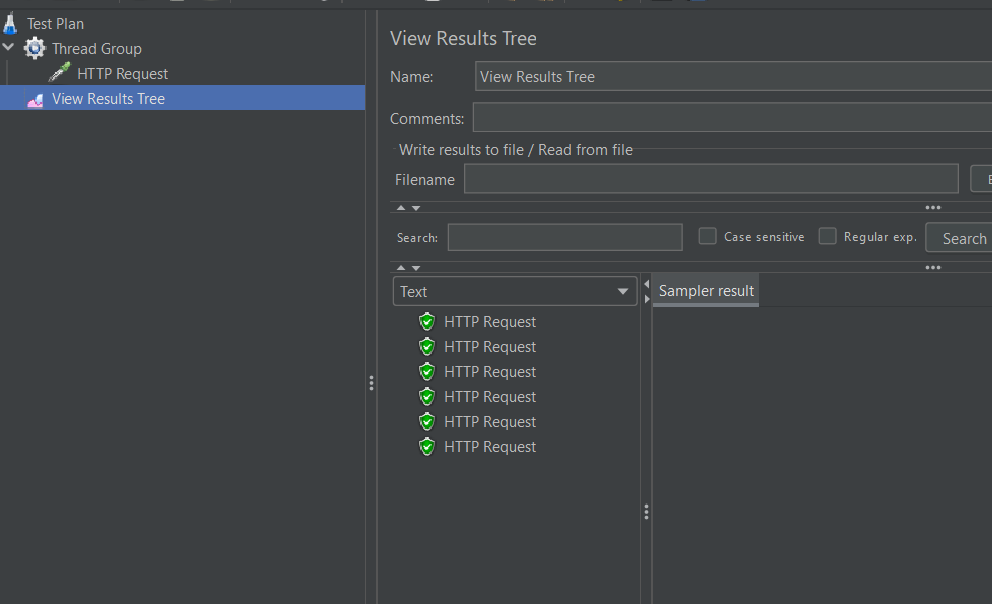 Test Plan
Thread Group
HTTP Request
View Results Tree
View Results Tree
Name: View Results Tree
Comments:
Write results to file / Read from file
Filename
Search: Case sensitive Regular exp. Search
Text
Sampler result
HTTP Request
HTTP Request
HTTP Request
HTTP Request
HTTP Request
HTTP Request